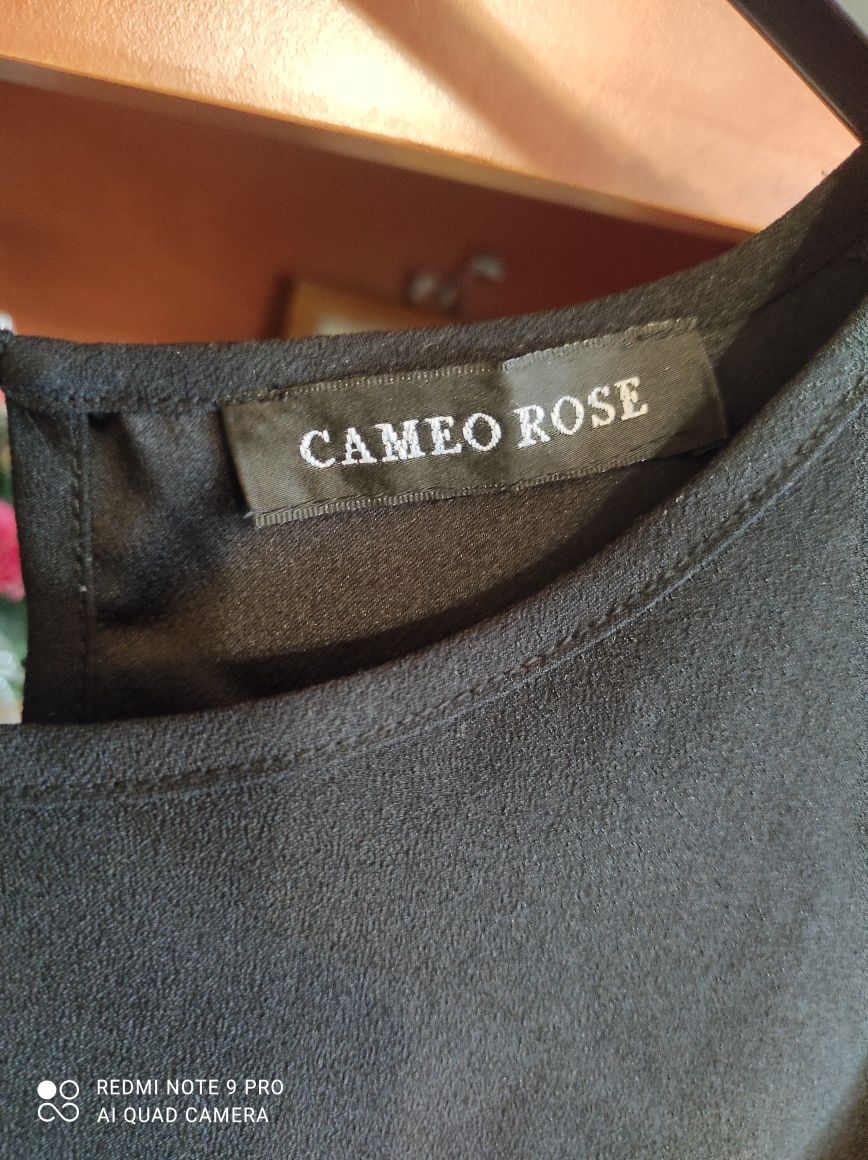 CAMEO ROSE
REDMI NOTE 9 PRO
AI QUAD CAMERA